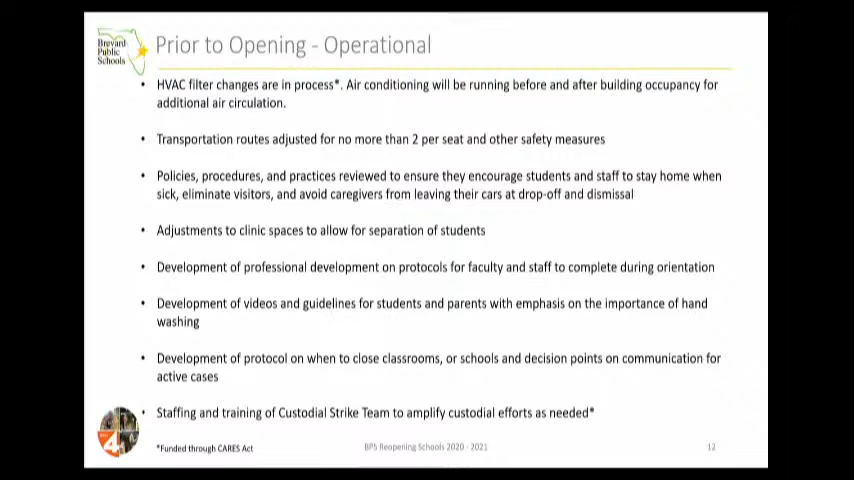 Brevard
Public
Schools
Prior to Opening - Operational
• HVAC filter changes are in process*. Air conditioning will be running before and after building occupancy for
additional air circulation.
• Transportation routes adjusted for no more than 2 per seat and other safety measures
• Policies, procedures, and practices reviewed to ensure they encourage students and staff to stay home when
sick, eliminate visitors, and avoid caregivers from leaving their cars at drop-off and dismissal
• Adjustments to clinic spaces to allow for separation of students
• Development of professional development on protocols for faculty and staff to complete during orientation
• Development of videos and guidelines for students and parents with emphasis on the importance of hand
washing
• Development of protocol on when to close classrooms, or schools and decision points on communication for
active cases
• Staffing and training of Custodial Strike Team to amplify custodial efforts as needed*
4
*Funded through CARES Act
BPS Reopening Schools 2020 - 2021
12